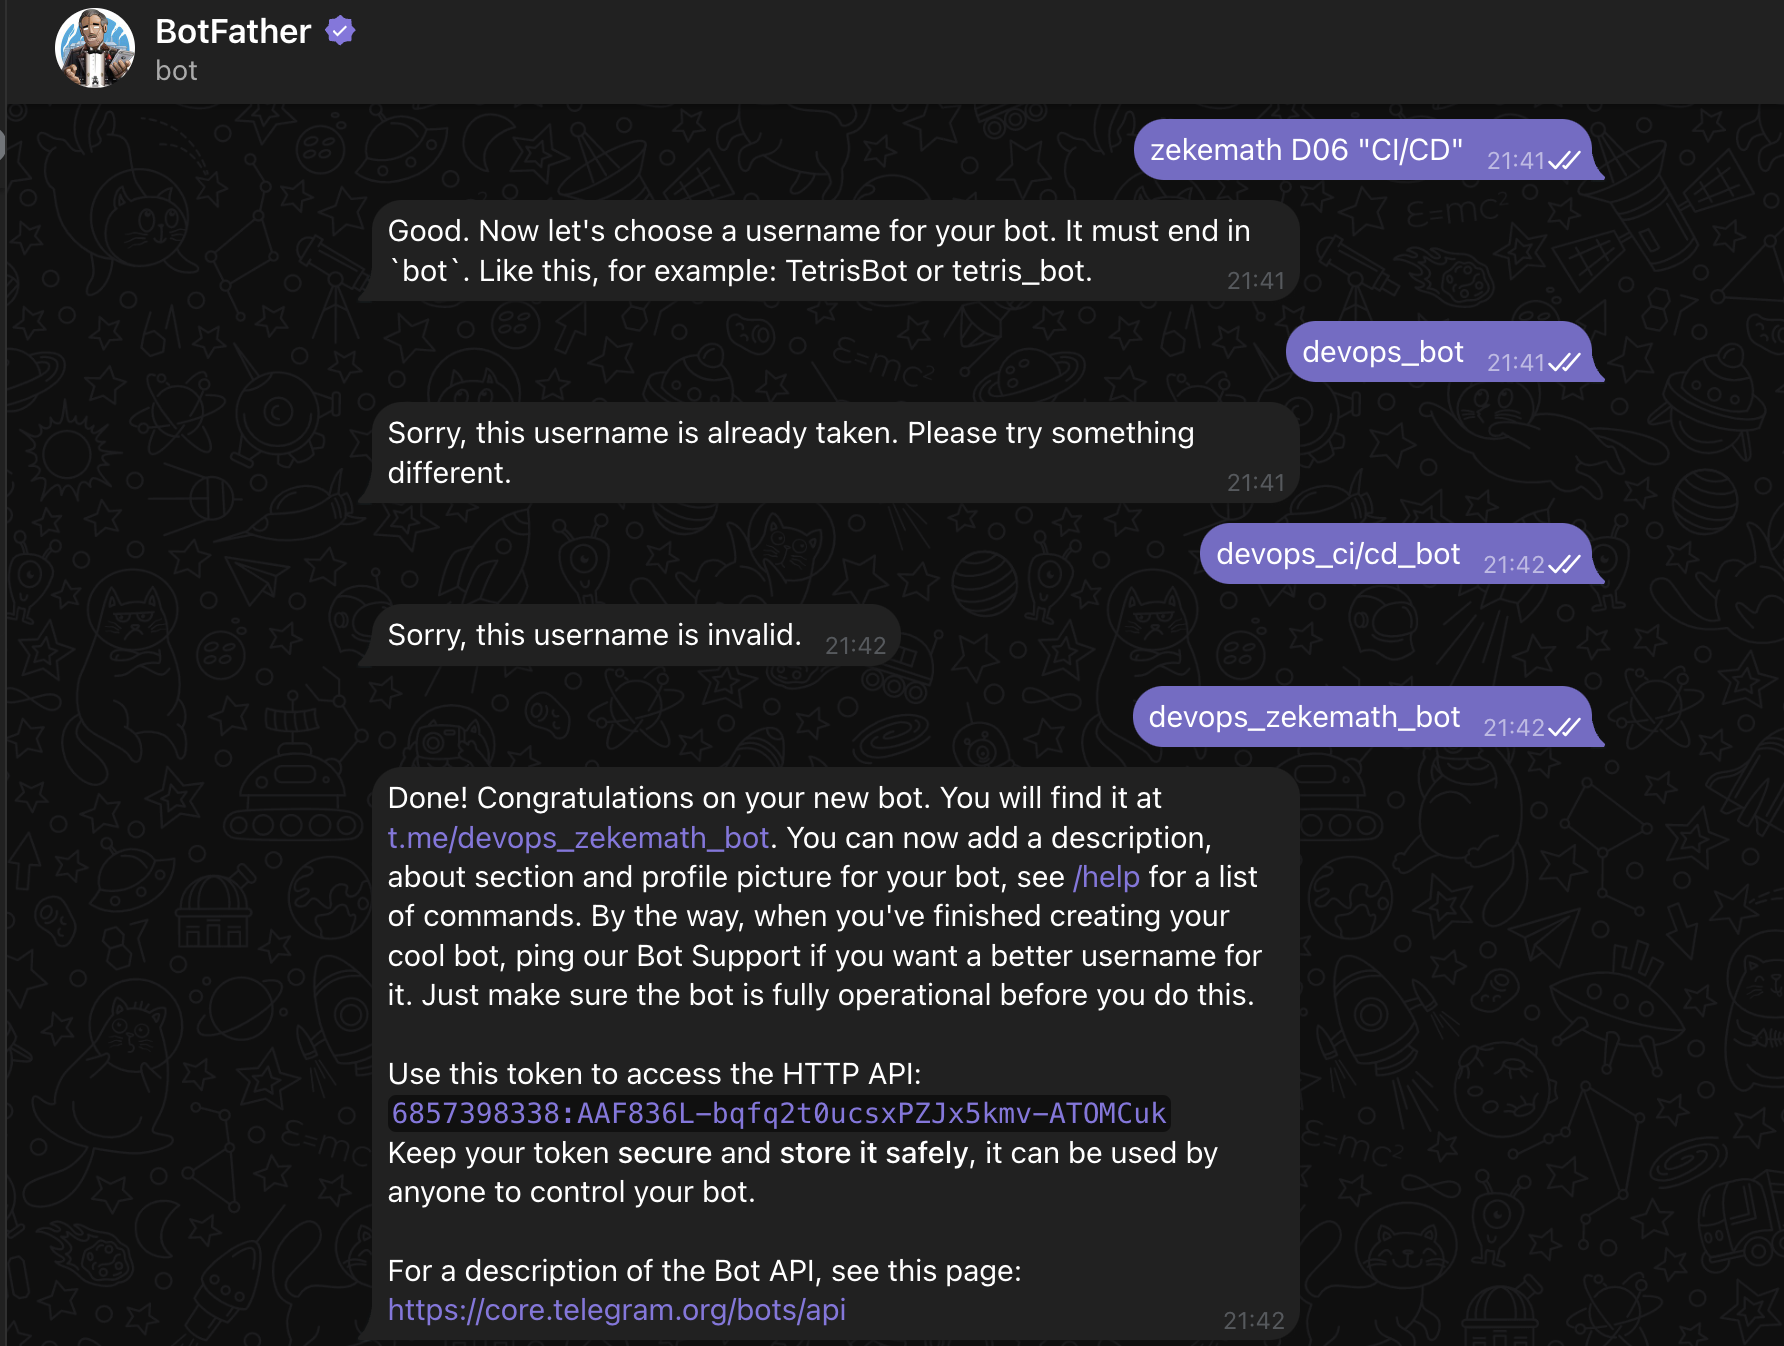 BotFather
bot
zekemath D06 "CI/CD" 21:41
Good. Now let's choose a username for your bot. It must end in
`bot`. Like this, for example: TetrisBot or tetris_bot. 21:41
devops_bot 21:41
Sorry, this username is already taken. Please try something
different. 21:41
devops_ci/cd_bot 21:42
Sorry, this username is invalid. 21:42
devops_zekemath_bot 21:42
Done! Congratulations on your new bot. You will find it at
t.me/devops_zekemath_bot. You can now add a description,
about section and profile picture for your bot, see /help for a list
of commands. By the way, when you've finished creating your
cool bot, ping our Bot Support if you want a better username for
it. Just make sure the bot is fully operational before you do this.
Use this token to access the HTTP API:
6857398338:AAF836L-bqfq2t0ucsxPZJx5kmv-ATOMCuk
Keep your token secure and store it safely, it can be used by
anyone to control your bot.
For a description of the Bot API, see this page:
https://core.telegram.org/bots/api 21:42